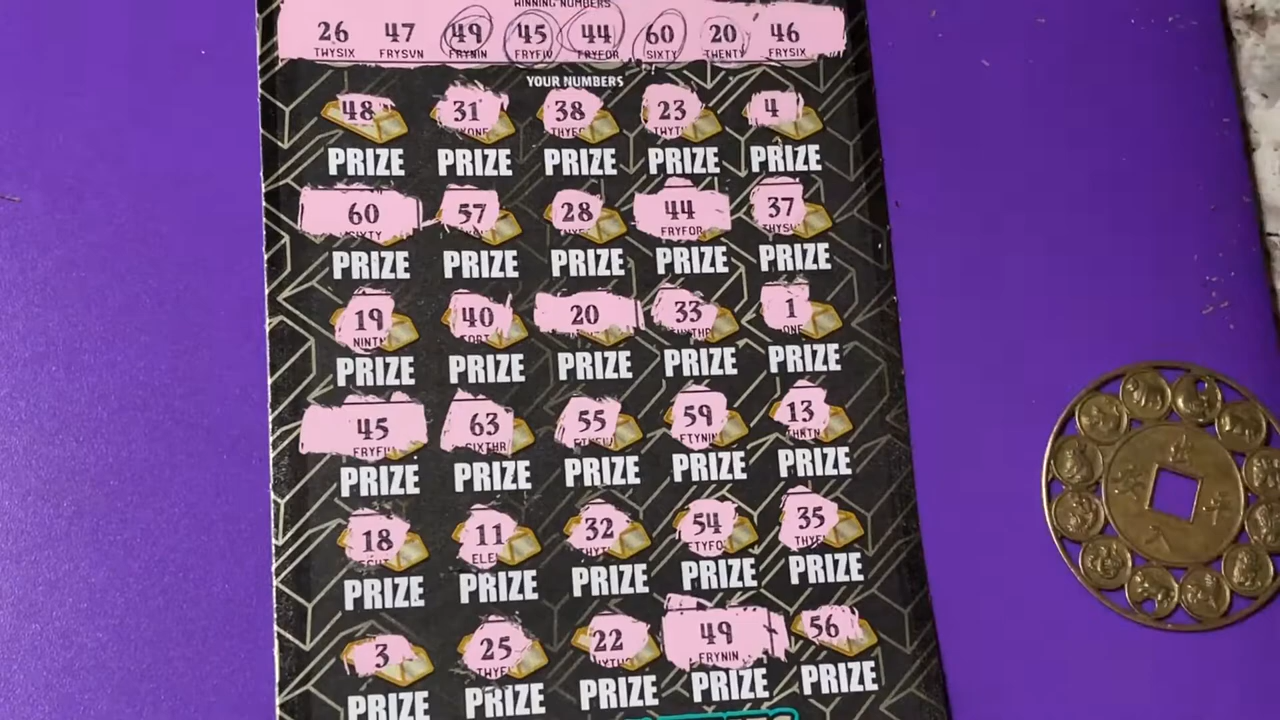 WINNING NUMBERS
26 47 49 45 44 60 20 46
THYSIX FRYSVN FRYNIN FRYFIV FRYFOR SIXTY TWENTY FRYSIX
YOUR NUMBERS
48 31 38 23 4
PRIZE PRIZE PRIZE PRIZE PRIZE
60 57 28 44 37
SIXTY FRYFOR
PRIZE PRIZE PRIZE PRIZE PRIZE
19 40 20 33 1
NINTN ONE
PRIZE PRIZE PRIZE PRIZE PRIZE
45 63 55 59 13
FRYFIV SIXTHR FTYNIN THRTN
PRIZE PRIZE PRIZE PRIZE PRIZE
18 11 32 54 35
PRIZE PRIZE PRIZE PRIZE PRIZE
3 25 22 49 56
FRYNIN
PRIZE PRIZE PRIZE PRIZE PRIZE